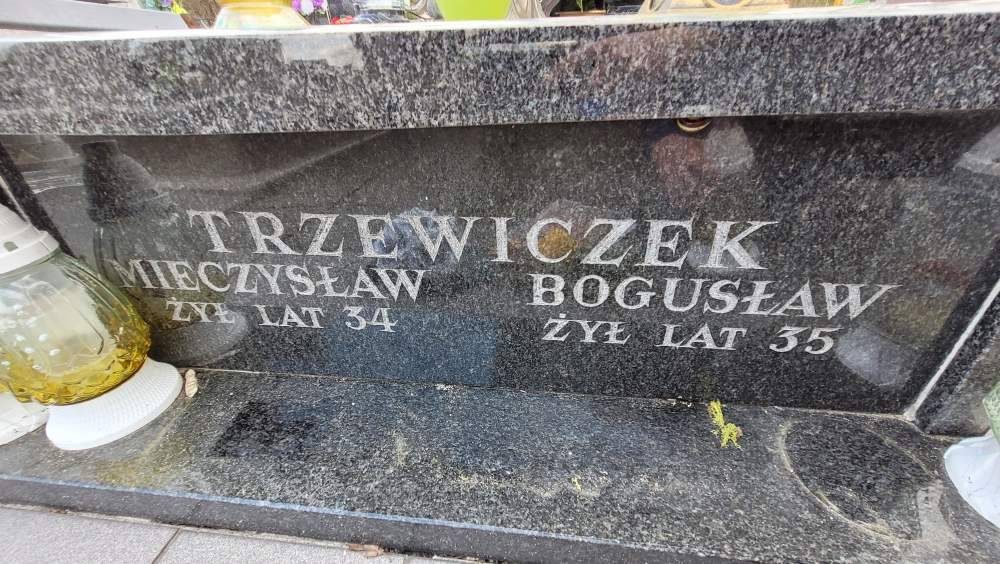 TRZEWICZEK
MIECZYSŁAW BOGUSŁAW
ŻYŁ LAT 34 ŻYŁ LAT 35